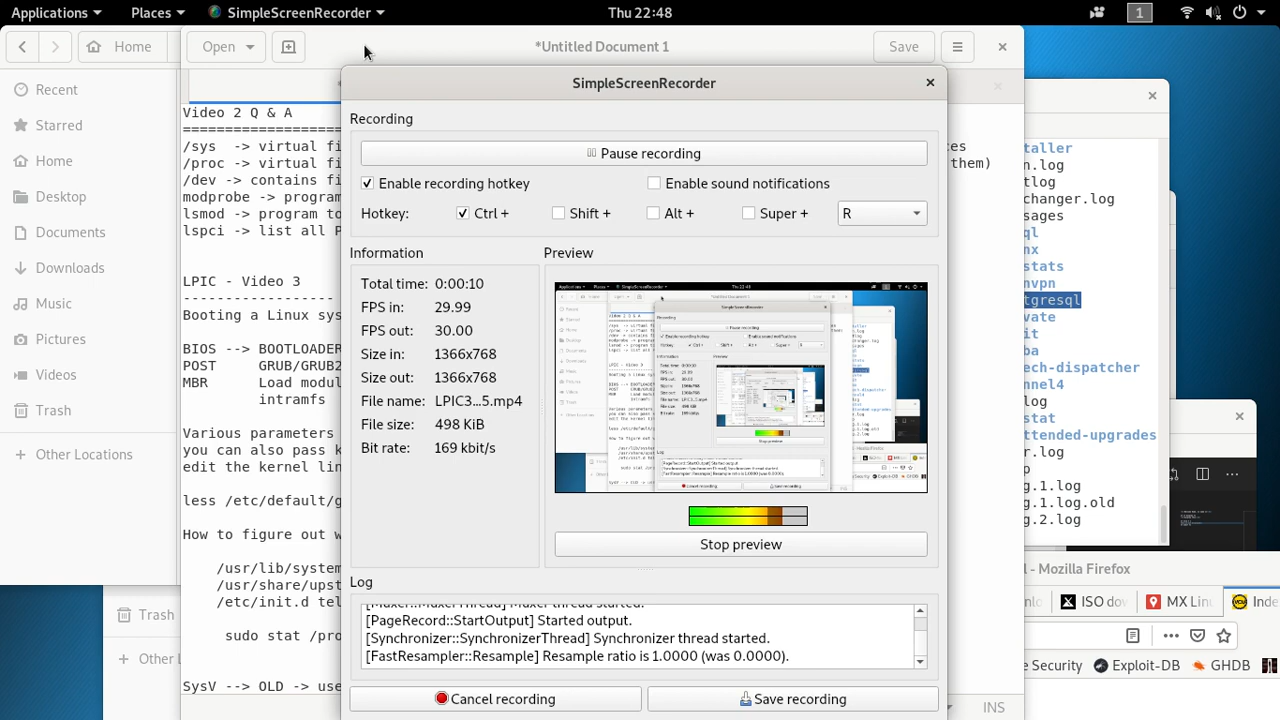 Applications
Places
SimpleScreenRecorder
Thu 22:48
1
Home
Open
*Untitled Document 1
Save
Recent
Starred
Home
Desktop
Documents
Downloads
Music
Pictures
Videos
Trash
Other Locations
Video 2 Q & A
/sys -> virtual fi
/proc -> virtual fi
them)
/dev -> contains fi
modprobe -> program
lsmod -> program to
lspci -> list all P
LPIC - Video 3
Booting a Linux sys
BIOS --> BOOTLOADER
POST GRUB/GRUB2
MBR Load modul
intramfs
Various parameters
you can also pass k
edit the kernel lin
less /etc/default/g
How to figure out w
/usr/lib/system
/usr/share/upst
/etc/init.d tel
sudo stat /pro
SysV --> OLD -> use
SimpleScreenRecorder
Recording
Pause recording
Enable recording hotkey
Enable sound notifications
Hotkey:
Ctrl +
Shift +
Alt +
Super +
R
Information
Total time: 0:00:10
FPS in: 29.99
FPS out: 30.00
Size in: 1366x768
Size out: 1366x768
File name: LPIC3...5.mp4
File size: 498 KiB
Bit rate: 169 kbit/s
Preview
Stop preview
Log
[Muxer::MuxerThread] Muxer thread started.
[PageRecord::StartOutput] Started output.
[Synchronizer::SynchronizerThread] Synchronizer thread started.
[FastResampler::Resample] Resample ratio is 1.0000 (was 0.0000).
Cancel recording
Save recording
taller
n.log
tlog
changer.log
sages
ql
nx
stats
nvpn
tgresql
vate
it
ba
ech-dispatcher
nnel4
log
stat
ttended-upgrades
r.log
p
g.1.log
g.1.log.old
g.2.log
l - Mozilla Firefox
ISO dov
MX Lin
Inde
e Security
Exploit-DB
GHDB
Trash
Other L
INS